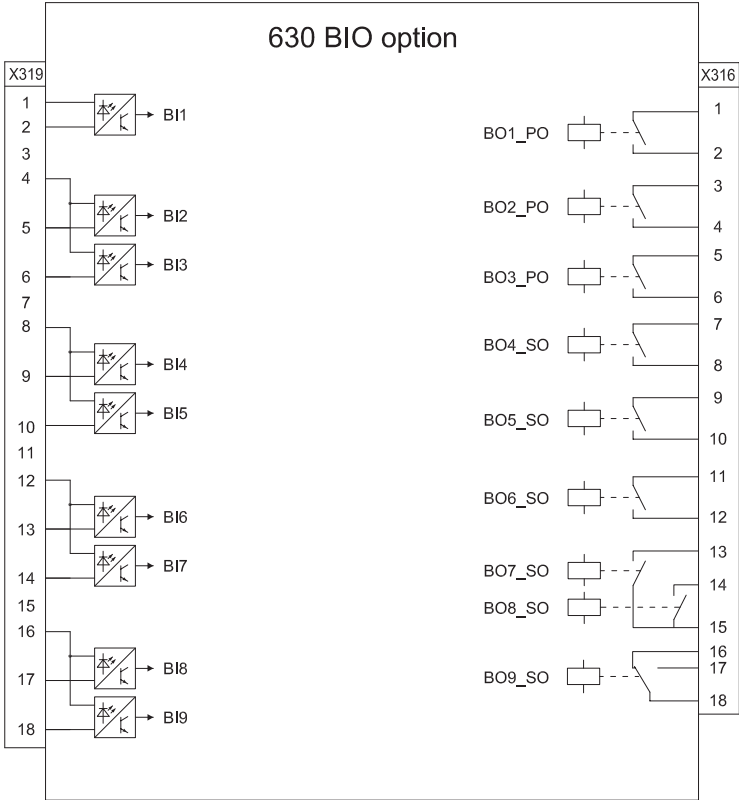 630 BIO option
X319
1
2
3
4
5
6
7
8
9
10
11
12
13
14
15
16
17
18
BI1
BI2
BI3
BI4
BI5
BI6
BI7
BI8
BI9
BO1_PO
BO2_PO
BO3_PO
BO4_SO
BO5_SO
BO6_SO
BO7_SO
BO8_SO
BO9_SO
X316
1
2
3
4
5
6
7
8
9
10
11
12
13
14
15
16
17
18